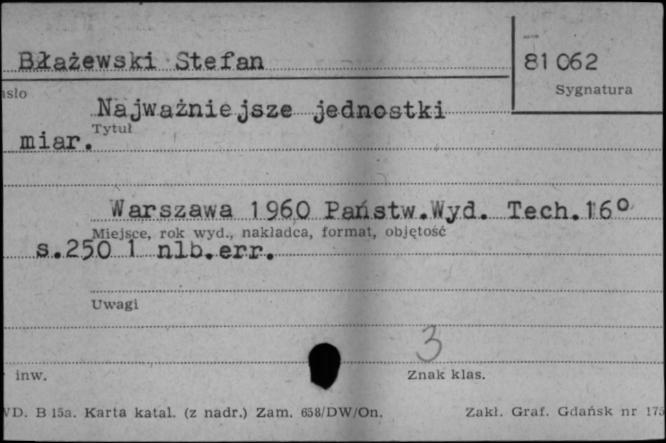 Błażewski Stefan
81 062
Sygnatura
Najważniejsze jednostki
Tytuł
miar.
Warszawa 1960 Państw.Wyd. Tech.16°
Miejsce, rok wyd., nakładca, format, objętość
s.250 1 nlb.err.
Uwagi
3
inw.
Znak klas.
D. B 15a. Karta katal. (z nadr.) Zam. 658/DW/On.
Zakł. Graf. Gdańsk nr 175